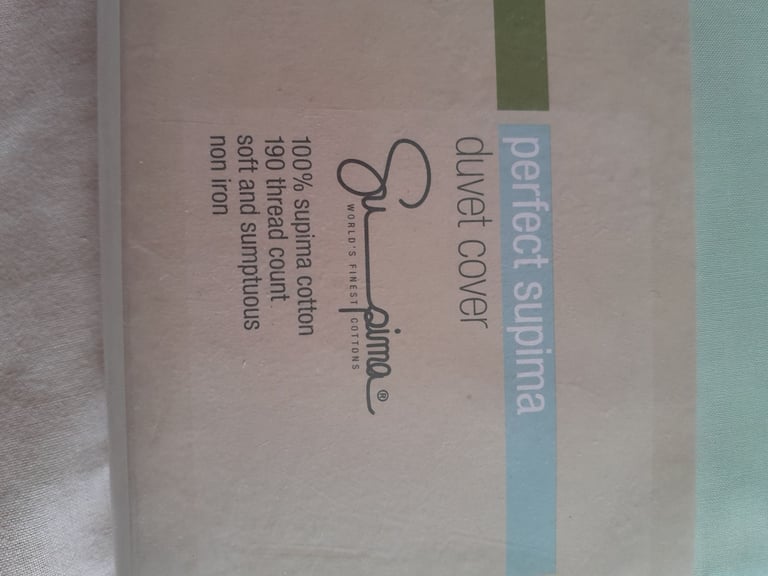 perfect supima
duvet cover
Supima®
WORLD'S FINEST COTTONS
100% supima cotton
190 thread count
soft and sumptuous
non iron